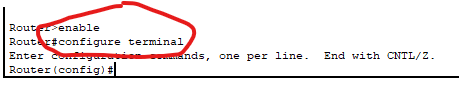 Router>enable
Router#configure terminal
Enter configuration commands, one per line.  End with CNTL/Z.
Router(config)#